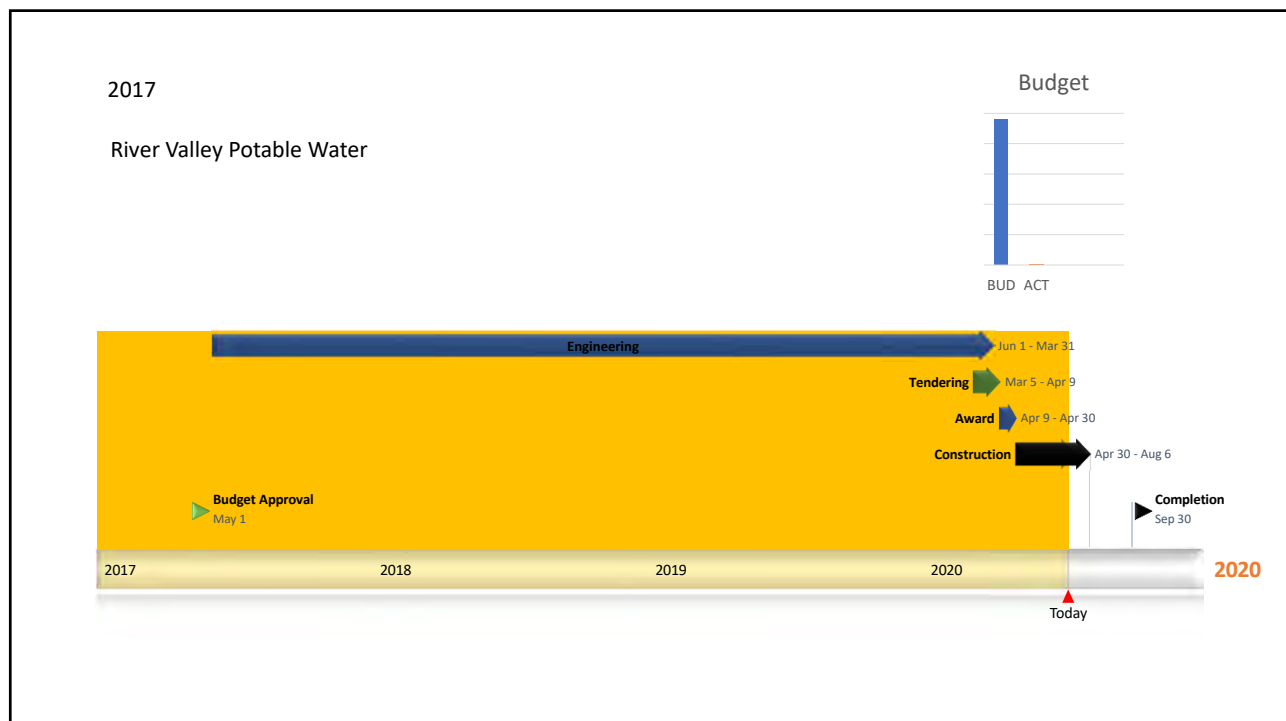 2017
Budget
River Valley Potable Water
BUD ACT
Engineering
Jun 1 - Mar 31
Tendering
Mar 5 - Apr 9
Award
Apr 9 - Apr 30
Construction
Apr 30 - Aug 6
Budget Approval
May 1
Completion
Sep 30
2017 2018 2019 2020
2020
Today